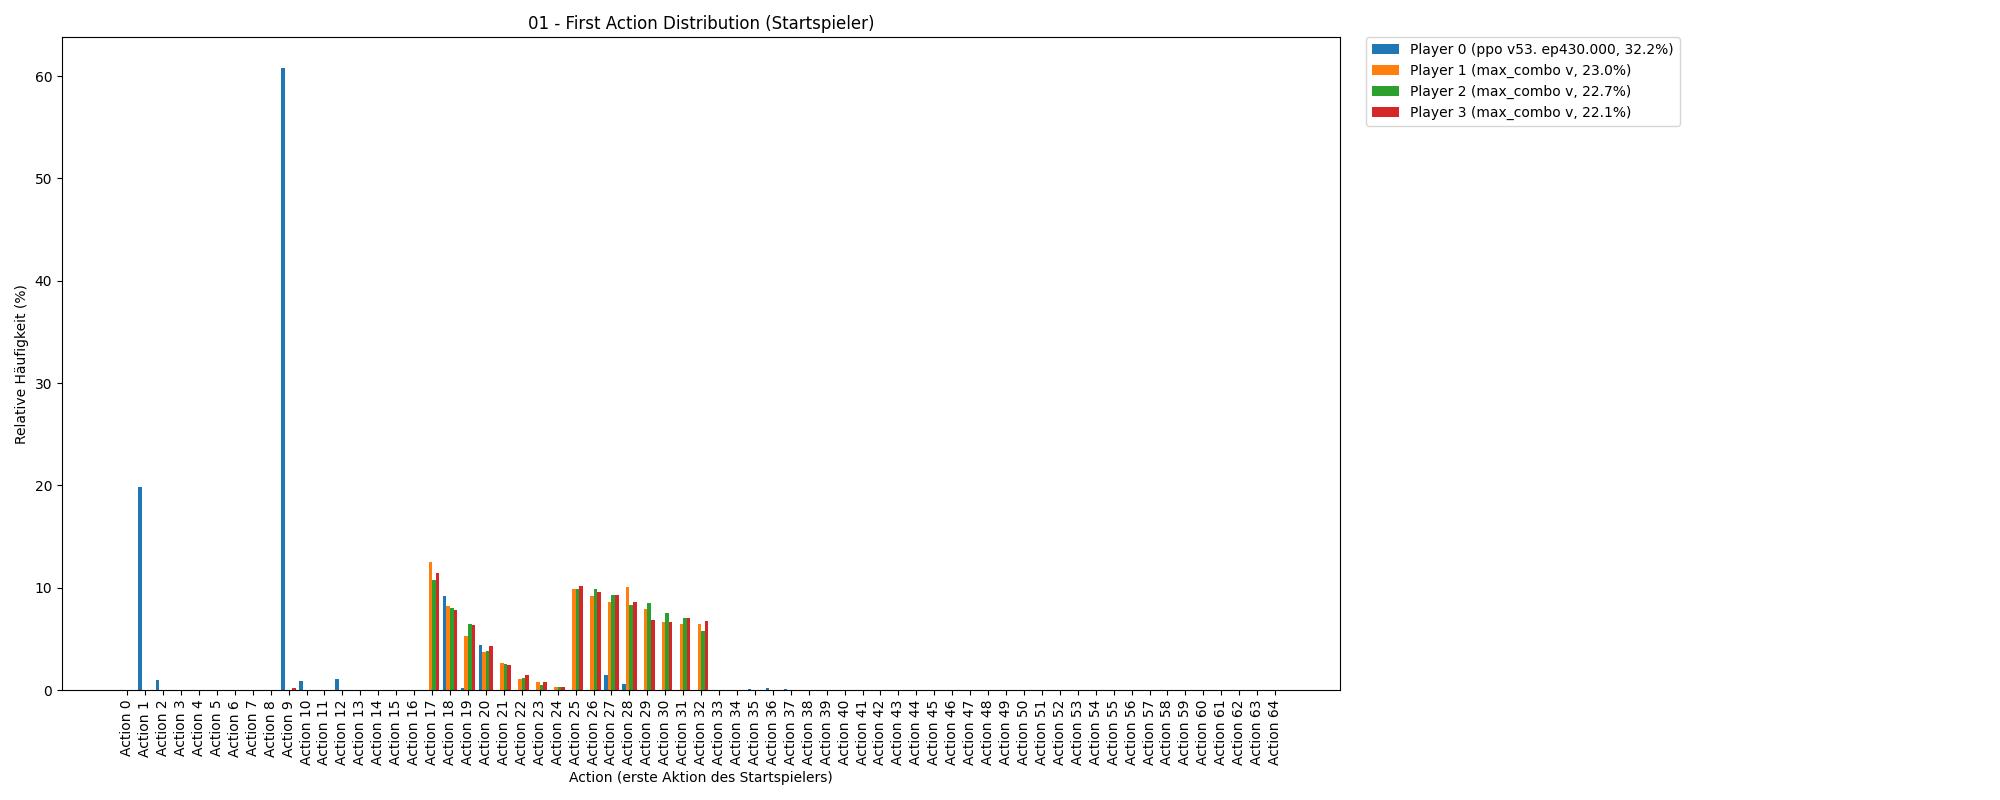 01 - First Action Distribution (Startspieler)
Player 0 (ppo v53. ep430.000, 32.2%)
Player 1 (max_combo v, 23.0%)
Player 2 (max_combo v, 22.7%)
Player 3 (max_combo v, 22.1%)
Relative Häufigkeit (%)
60
50
40
30
20
10
0
Action 0
Action 1
Action 2
Action 3
Action 4
Action 5
Action 6
Action 7
Action 8
Action 9
Action 10
Action 11
Action 12
Action 13
Action 14
Action 15
Action 16
Action 17
Action 18
Action 19
Action 20
Action 21
Action 22
Action 23
Action 24
Action 25
Action 26
Action 27
Action 28
Action 29
Action 30
Action 31
Action 32
Action 33
Action 34
Action 35
Action 36
Action 37
Action 38
Action 39
Action 40
Action 41
Action 42
Action 43
Action 44
Action 45
Action 46
Action 47
Action 48
Action 49
Action 50
Action 51
Action 52
Action 53
Action 54
Action 55
Action 56
Action 57
Action 58
Action 59
Action 60
Action 61
Action 62
Action 63
Action 64
Action (erste Aktion des Startspielers)